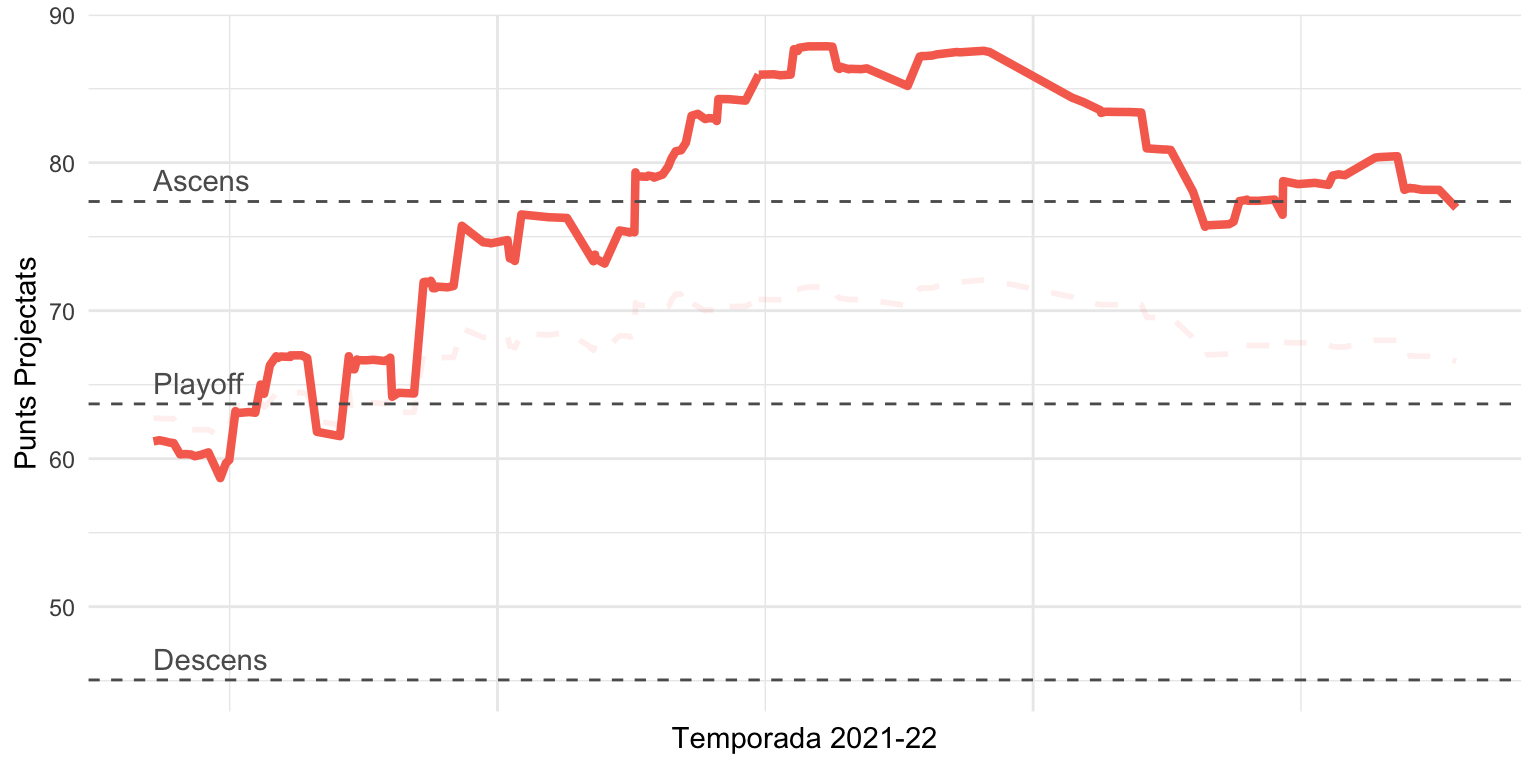 90
80
Ascens
70
Playoff
60
50
Descens
Punts Projectats
Temporada 2021-22